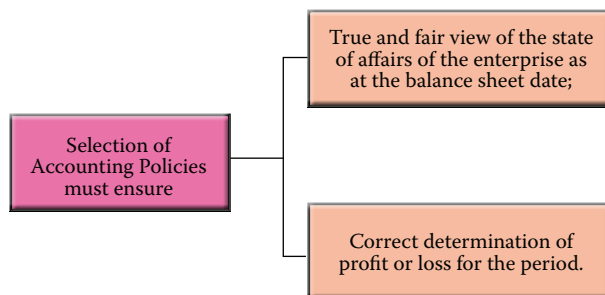 True and fair view of the state
of affairs of the enterprise as
at the balance sheet date;
Selection of
Accounting Policies
must ensure
Correct determination of
profit or loss for the period.